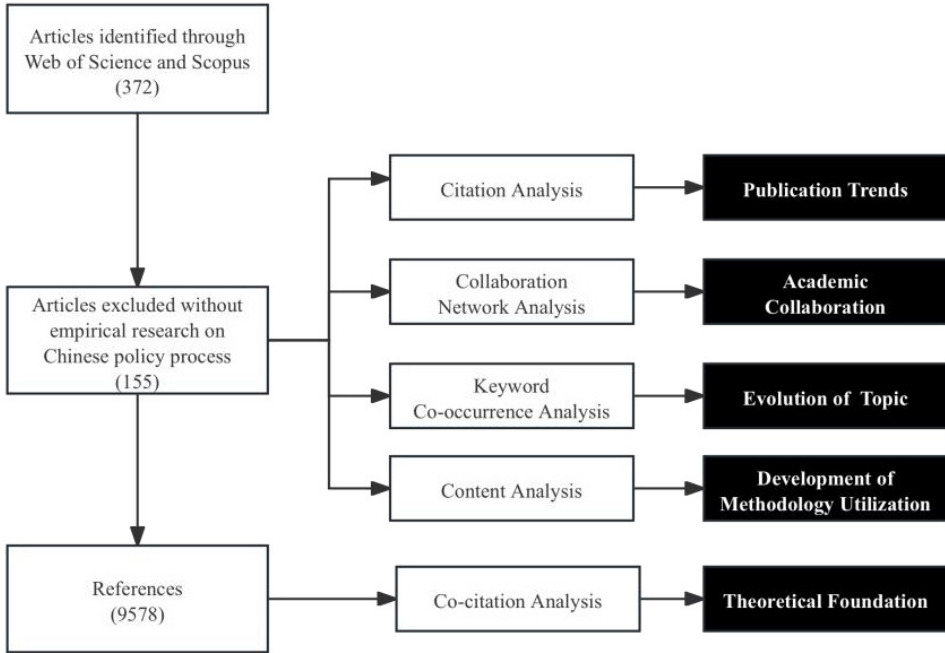 Articles identified through
Web of Science and Scopus
(372)
Citation Analysis
Publication Trends
Collaboration
Network Analysis
Academic
Collaboration
Articles excluded without
empirical research on
Chinese policy process
(155)
Keyword
Co-occurrence Analysis
Evolution of Topic
Content Analysis
Development of
Methodology Utilization
References
(9578)
Co-citation Analysis
Theoretical Foundation